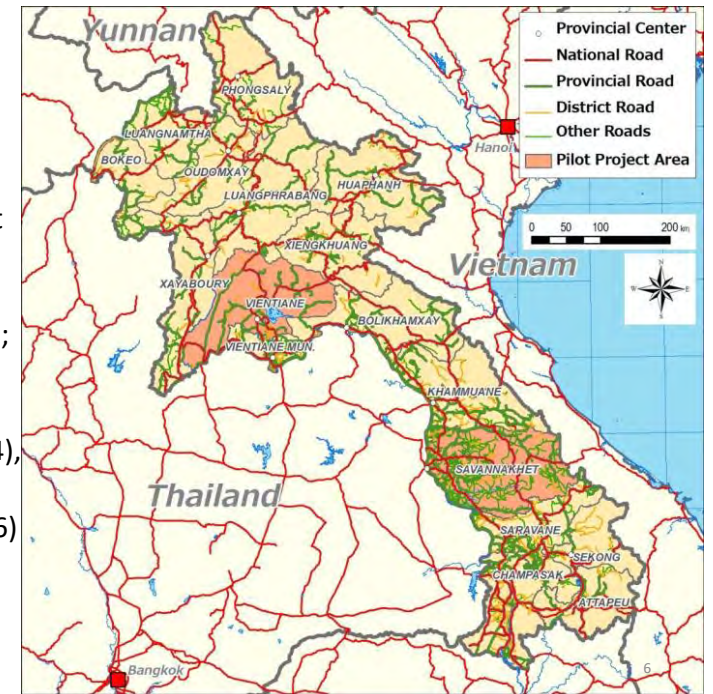 t
;
4),
6)
Yunnan
Provincial Center
National Road
Provincial Road
District Road
Other Roads
Pilot Project Area
PHONGSALY
Hanoi
LUANGNAMTHA
BOKEO
OUDOMXAY
LUANGPHRABANG
HUAPHANH
0 50 100 200 km
XIENGKHUANG
Vietnam
N
W E
S
XAYABOURY
VIENTIANE
BOLIKHAMXAY
VIENTIANE MUN.
KHAMMUANE
SAVANNAKHET
Thailand
SARAVANE
SEKONG
CHAMPASAK
ATTAPEU
Bangkok
6